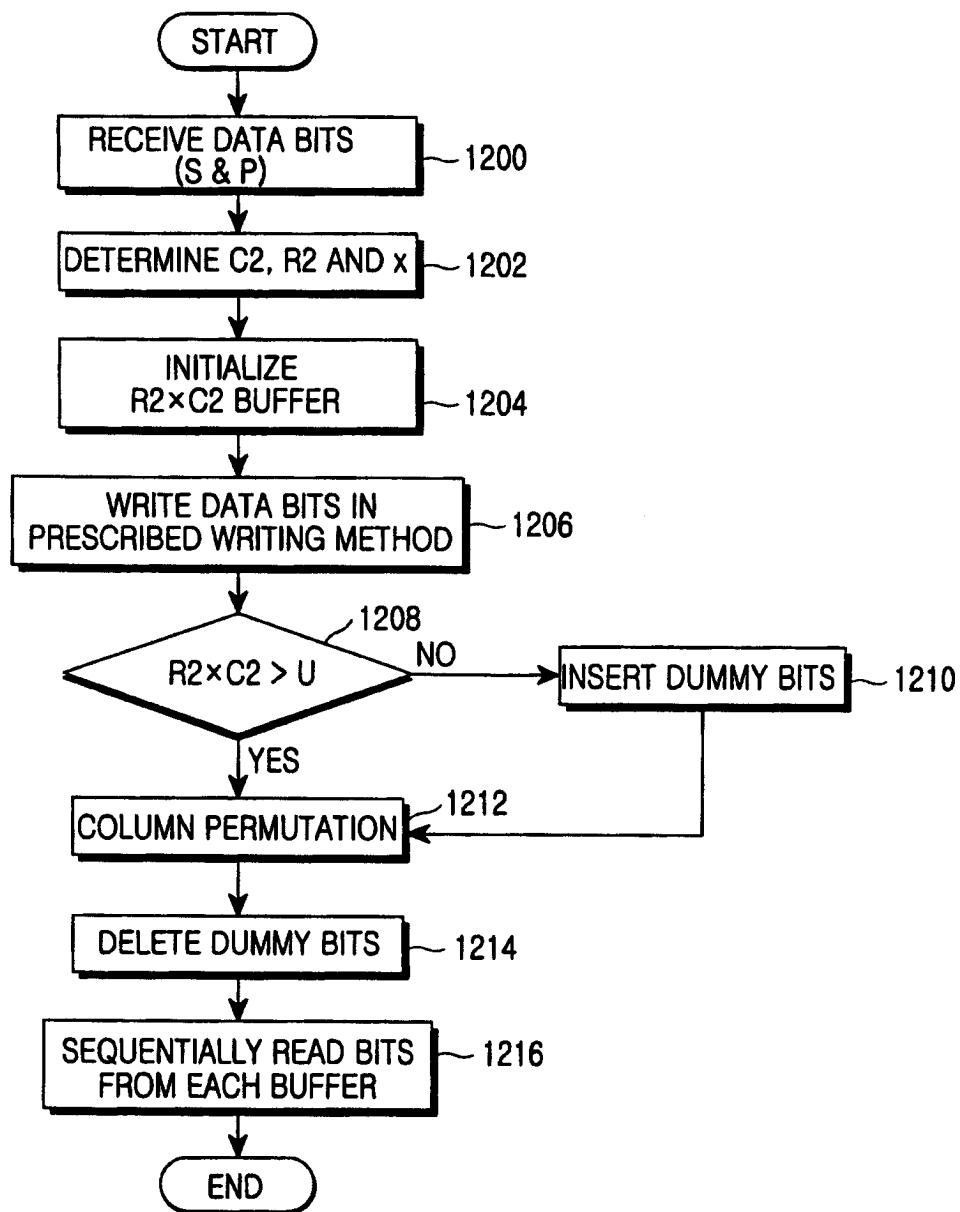 START
RECEIVE DATA BITS
(S & P)
1200
DETERMINE C2, R2 AND x
1202
INITIALIZE
R2×C2 BUFFER
1204
WRITE DATA BITS IN
PRESCRIBED WRITING METHOD
1206
1208
R2×C2 > U
NO
INSERT DUMMY BITS
1210
YES
COLUMN PERMUTATION
1212
DELETE DUMMY BITS
1214
SEQUENTIALLY READ BITS
FROM EACH BUFFER
1216
END